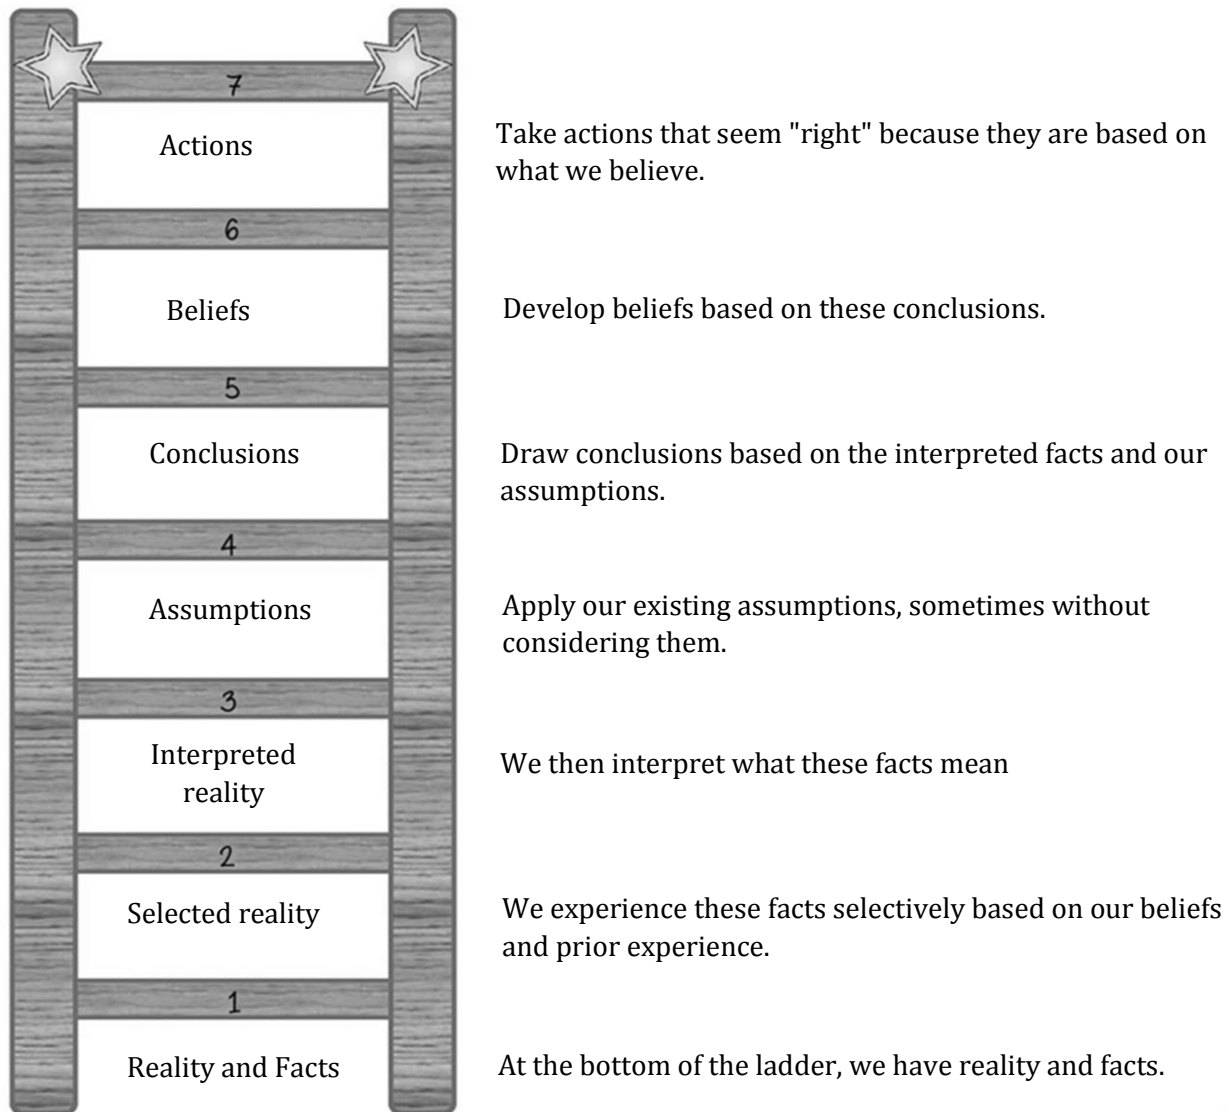 7
Actions
Take actions that seem "right" because they are based on
what we believe.
6
Beliefs
Develop beliefs based on these conclusions.
5
Conclusions
Draw conclusions based on the interpreted facts and our
assumptions.
4
Assumptions
Apply our existing assumptions, sometimes without
considering them.
3
Interpreted
reality
We then interpret what these facts mean
2
Selected reality
We experience these facts selectively based on our beliefs
and prior experience.
1
Reality and Facts
At the bottom of the ladder, we have reality and facts.